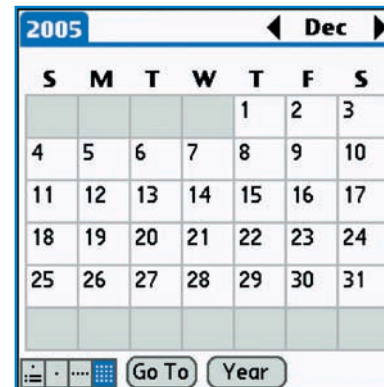 2005 Dec
S M T W T F S
1 2 3
4 5 6 7 8 9 10
11 12 13 14 15 16 17
18 19 20 21 22 23 24
25 26 27 28 29 30 31
Go To Year